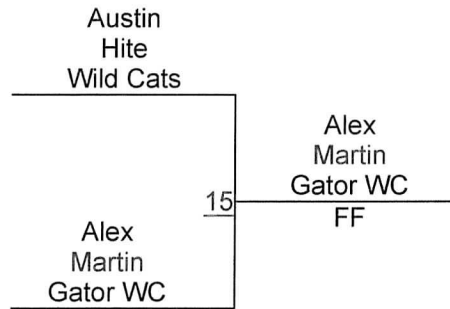 Austin
Hite
Wild Cats
Alex
Martin
Gator WC
15
FF
Alex
Martin
Gator WC